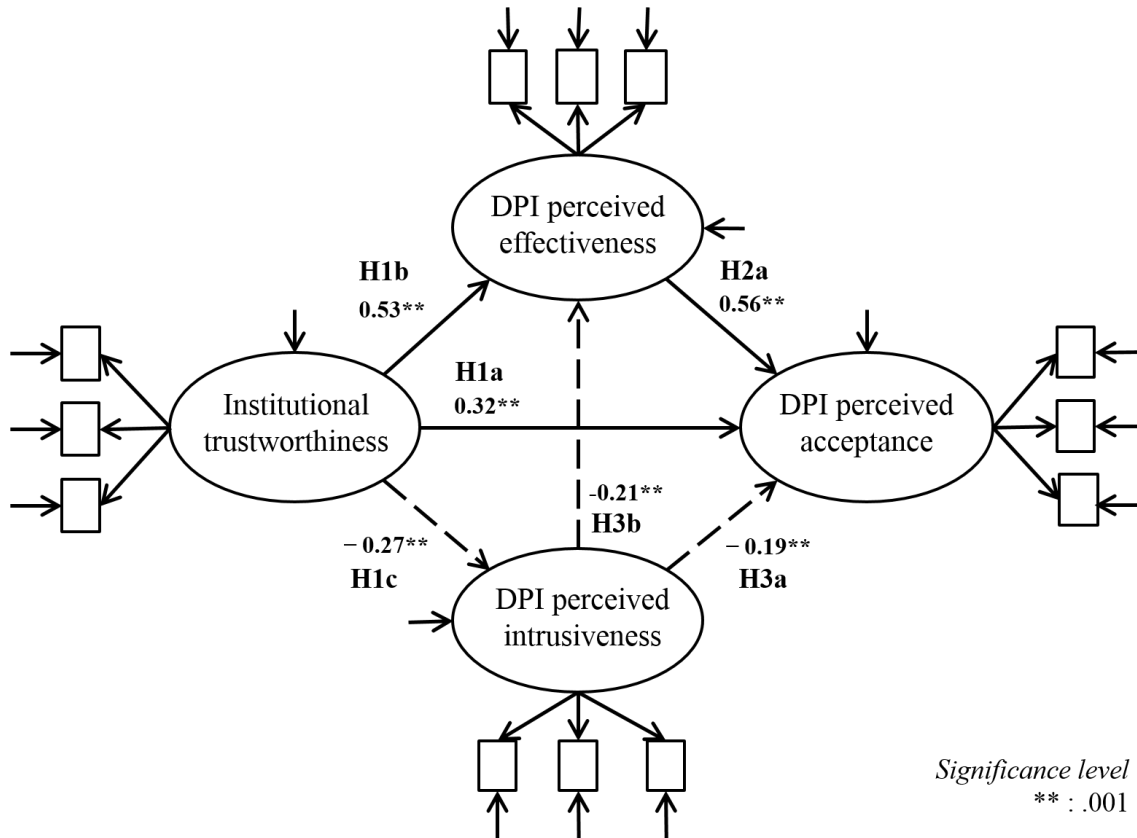 DPI perceived
effectiveness
H1b
0.53**
H2a
0.56**
H1a
0.32**
Institutional
trustworthiness
DPI perceived
acceptance
-0.21**
H3b
– 0.27**
H1c
– 0.19**
H3a
DPI perceived
intrusiveness
Significance level
** : .001